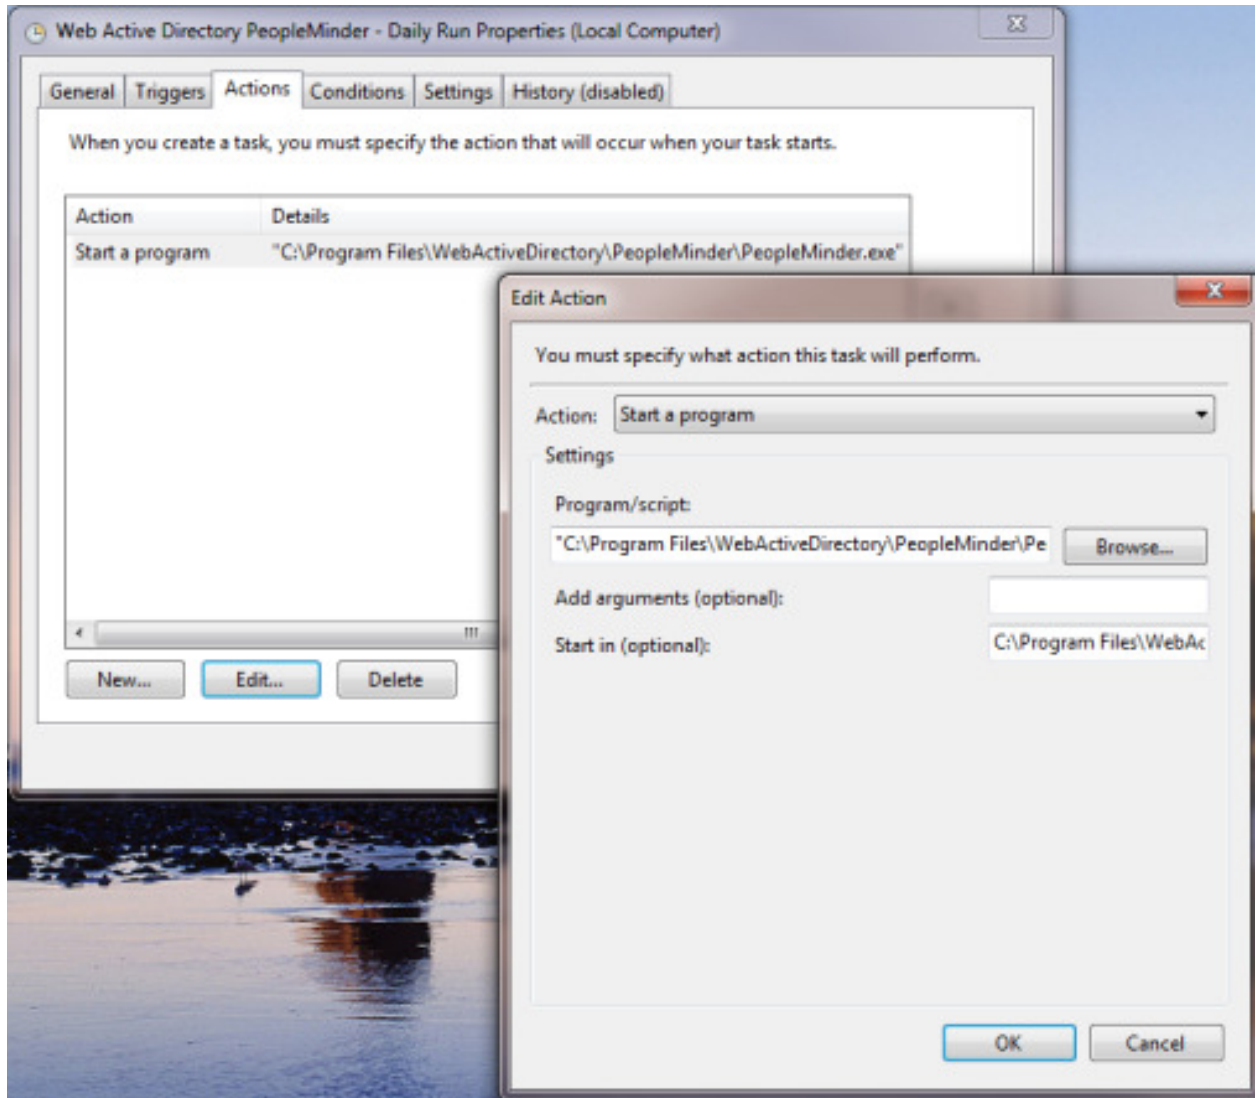 Web Active Directory PeopleMinder - Daily Run Properties (Local Computer)
General Triggers Actions Conditions Settings History (disabled)
When you create a task, you must specify the action that will occur when your task starts.
Action Details
Start a program "C:\Program Files\WebActiveDirectory\PeopleMinder\PeopleMinder.exe"
New... Edit... Delete
Edit Action
You must specify what action this task will perform.
Action: Start a program
Settings
Program/script:
"C:\Program Files\WebActiveDirectory\PeopleMinder\Pe Browse...
Add arguments (optional):
Start in (optional): C:\Program Files\WebAc
OK Cancel